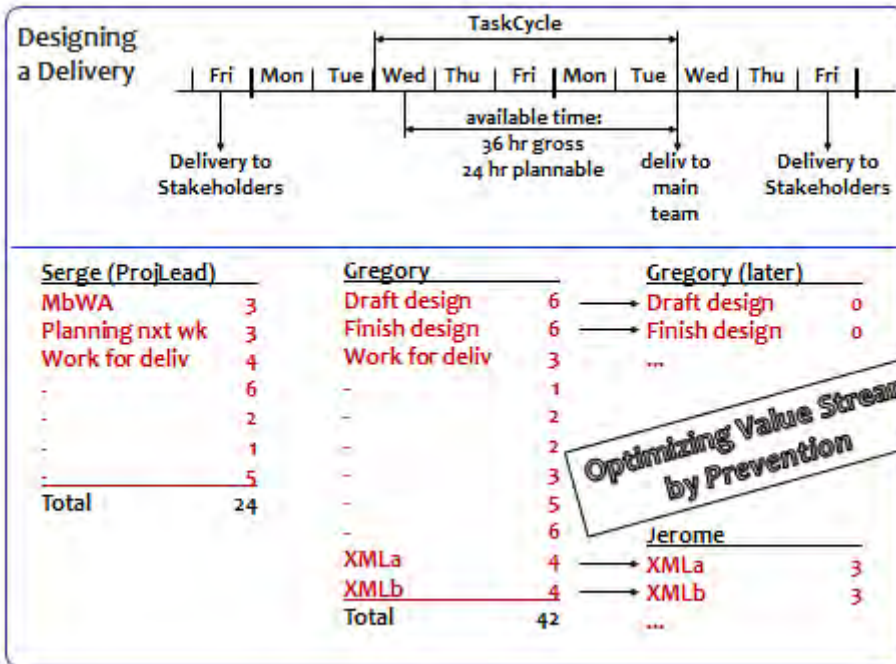 Designing
a Delivery
TaskCycle
Fri | Mon | Tue | Wed | Thu | Fri | Mon | Tue | Wed | Thu | Fri
available time:
36 hr gross
24 hr plannable
Delivery to
Stakeholders
deliv to
main
team
Delivery to
Stakeholders
Serge (ProjLead)
MbWA 3
Planning nxt wk 3
Work for deliv 4
- 6
- 2
- 1
- 5
Total 24
Gregory
Draft design 6
Finish design 6
Work for deliv 3
- 1
- 2
- 2
- 3
- 5
- 6
XMLa 4
XMLb 4
Total 42
Gregory (later)
Draft design 0
Finish design 0
...
Optimizing Value Stream
by Prevention
Jerome
XMLa 3
XMLb 3
...